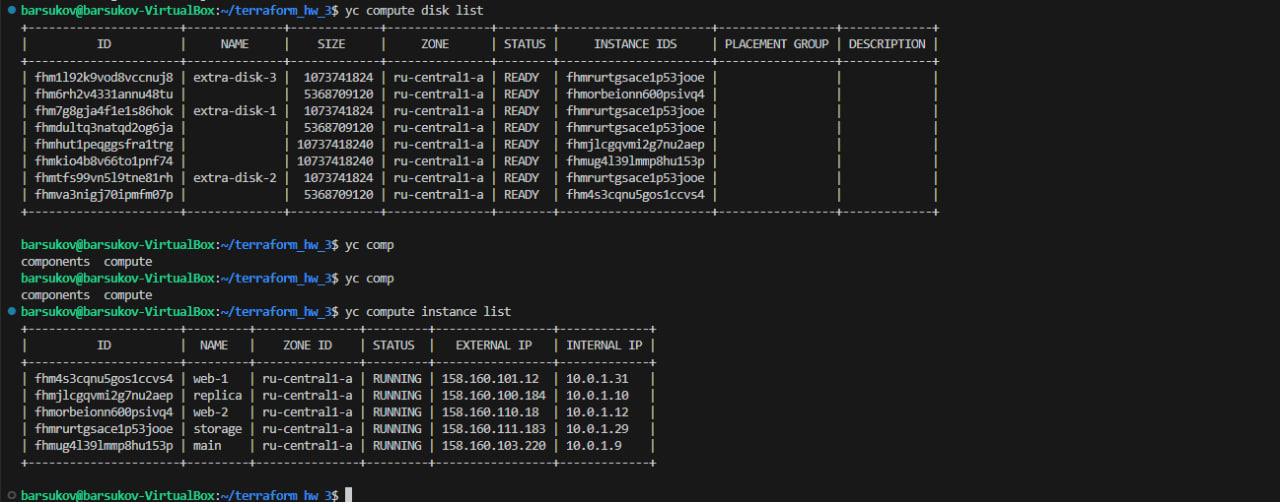 barsukov@barsukov-VirtualBox:~/terraform_hw_3$ yc compute disk list
| ID | NAME | SIZE | ZONE | STATUS | INSTANCE IDS | PLACEMENT GROUP | DESCRIPTION |
| fhm1l92k9vod8vccnuj8 | extra-disk-3 | 1073741824 | ru-central1-a | READY | fhmrurtgsace1p53jooe | | |
| fhm6rh2v4331annu48tu | | 5368709120 | ru-central1-a | READY | fhmorbeionn600psivq4 | | |
| fhm7g8gja4f1e1s86hok | extra-disk-1 | 1073741824 | ru-central1-a | READY | fhmrurtgsace1p53jooe | | |
| fhmdultq3natqd2og6ja | | 5368709120 | ru-central1-a | READY | fhmrurtgsace1p53jooe | | |
| fhmhut1peqggsfra1trg | | 10737418240 | ru-central1-a | READY | fhmjlcgqvmi2g7nu2aep | | |
| fhmkio4b8v66to1pnf74 | | 10737418240 | ru-central1-a | READY | fhmug4l39lmmp8hu153p | | |
| fhmtfs99vn5l9tne81rh | extra-disk-2 | 1073741824 | ru-central1-a | READY | fhmrurtgsace1p53jooe | | |
| fhmva3nigj70ipmfm07p | | 5368709120 | ru-central1-a | READY | fhm4s3cqnu5gos1ccvs4 | | |
barsukov@barsukov-VirtualBox:~/terraform_hw_3$ yc comp
components compute
barsukov@barsukov-VirtualBox:~/terraform_hw_3$ yc comp
components compute
barsukov@barsukov-VirtualBox:~/terraform_hw_3$ yc compute instance list
| ID | NAME | ZONE ID | STATUS | EXTERNAL IP | INTERNAL IP |
| fhm4s3cqnu5gos1ccvs4 | web-1 | ru-central1-a | RUNNING | 158.160.101.12 | 10.0.1.31 |
| fhmjlcgqvmi2g7nu2aep | replica | ru-central1-a | RUNNING | 158.160.100.184 | 10.0.1.10 |
| fhmorbeionn600psivq4 | web-2 | ru-central1-a | RUNNING | 158.160.110.18 | 10.0.1.12 |
| fhmrurtgsace1p53jooe | storage | ru-central1-a | RUNNING | 158.160.111.183 | 10.0.1.29 |
| fhmug4l39lmmp8hu153p | main | ru-central1-a | RUNNING | 158.160.103.220 | 10.0.1.9 |
barsukov@barsukov-VirtualBox:~/terraform_hw_3$